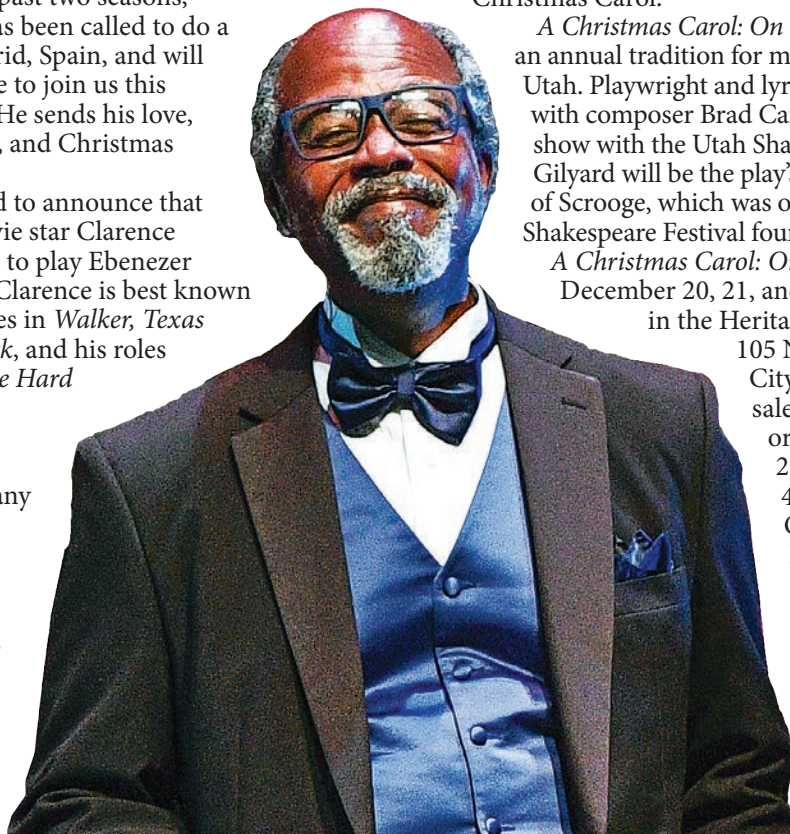 past two seasons,
as been called to do a
rid, Spain, and will
e to join us this
He sends his love,
, and Christmas
d to announce that
vie star Clarence
to play Ebenezer
Clarence is best known
es in Walker, Texas
k, and his roles
e Hard
any
Christmas Carol.
A Christmas Carol: On
an annual tradition for m
Utah. Playwright and lyr
with composer Brad Ca
show with the Utah Sha
Gilyard will be the play’s
of Scrooge, which was o
Shakespeare Festival foun
A Christmas Carol: O
December 20, 21, and
in the Herita
105 N
City
sale
or
2
4